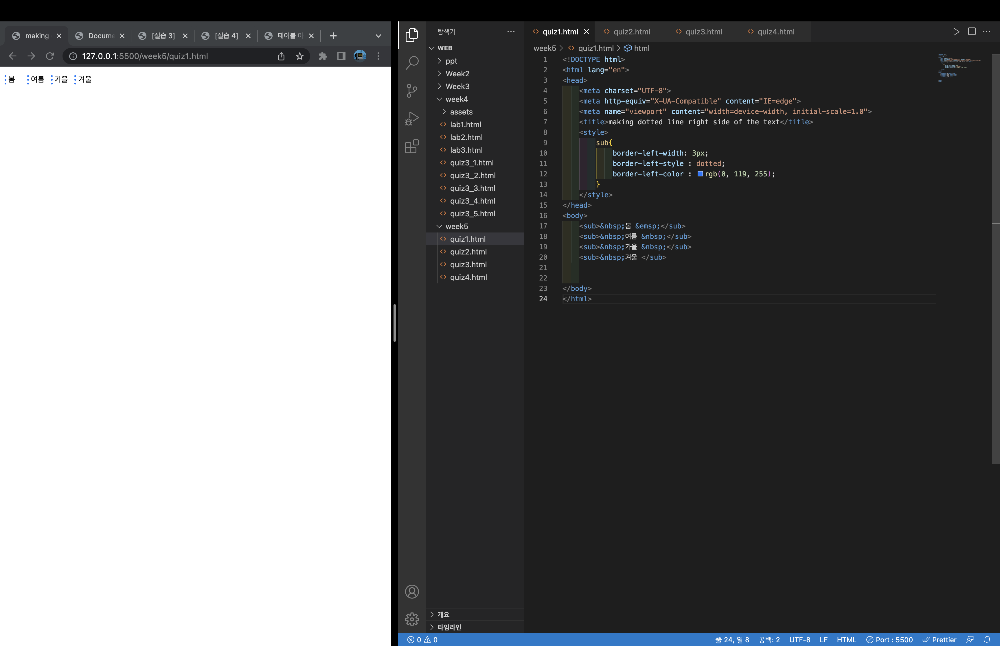 making
Docume
[실습 3]
[실습 4]
테이블 아
127.0.0.1:5500/week5/quiz1.html
봄 여름 가을 겨울
탐색기
WEB
ppt
Week2
Week3
week4
assets
lab1.html
lab2.html
lab3.html
quiz3_1.html
quiz3_2.html
quiz3_3.html
quiz3_4.html
quiz3_5.html
week5
quiz1.html
quiz2.html
quiz3.html
quiz4.html
개요
타임라인
quiz1.html
quiz2.html
quiz3.html
quiz4.html
week5 > quiz1.html > html
1 <!DOCTYPE html>
2 <html lang="en">
3 <head>
4 <meta charset="UTF-8">
5 <meta http-equiv="X-UA-Compatible" content="IE=edge">
6 <meta name="viewport" content="width=device-width, initial-scale=1.0">
7 <title>making dotted line right side of the text</title>
8 <style>
9 sub{
10 border-left-width: 3px;
11 border-left-style : dotted;
12 border-left-color : rgb(0, 119, 255);
13 }
14 </style>
15 </head>
16 <body>
17 <sub>&nbsp;봄 &emsp;</sub>
18 <sub>&nbsp;여름 &nbsp;</sub>
19 <sub>&nbsp;가을 &nbsp;</sub>
20 <sub>&nbsp;겨울 </sub>
21
22
23 </body>
24 </html>
0 0 줄 24, 열 8 공백: 2 UTF-8 LF HTML Port : 5500 Prettier